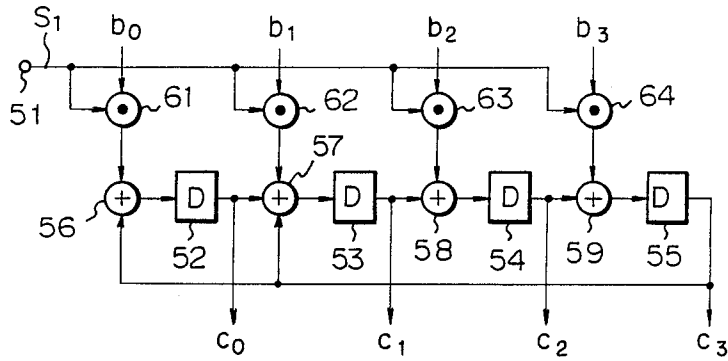 S₁ b₀ b₁ b₂ b₃
51 61 62 63 64
57
+ D + D + D + D
56 52 53 58 54 59 55
c₀ c₁ c₂ c₃